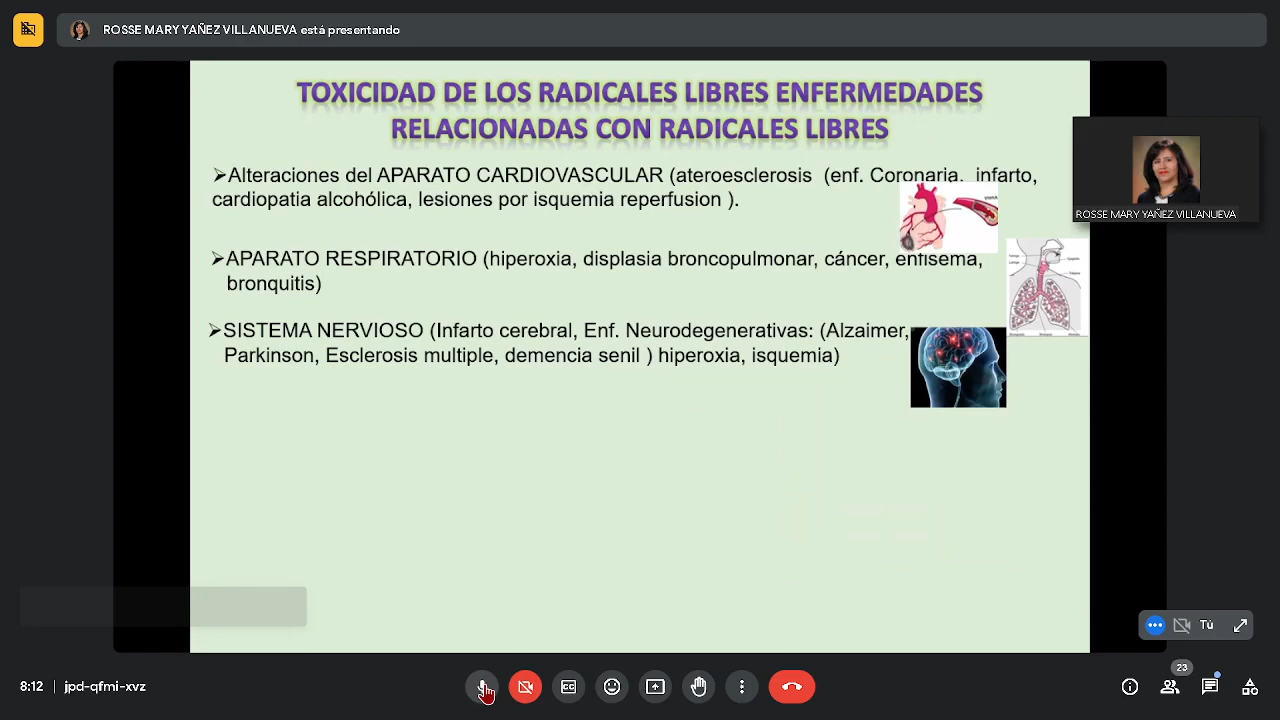 ROSSE MARY YAÑEZ VILLANUEVA está presentando
TOXICIDAD DE LOS RADICALES LIBRES ENFERMEDADES
RELACIONADAS CON RADICALES LIBRES
➢Alteraciones del APARATO CARDIOVASCULAR (ateroesclerosis (enf. Coronaria, infarto,
cardiopatia alcohólica, lesiones por isquemia reperfusion ).
ROSSE MARY YAÑEZ VILLANUEVA
➢APARATO RESPIRATORIO (hiperoxia, displasia broncopulmonar, cáncer, enfisema,
bronquitis)
➢SISTEMA NERVIOSO (Infarto cerebral, Enf. Neurodegenerativas: (Alzaimer,
Parkinson, Esclerosis multiple, demencia senil ) hiperoxia, isquemia)
Tú
23
8:12 | jpd-qfmi-xvz